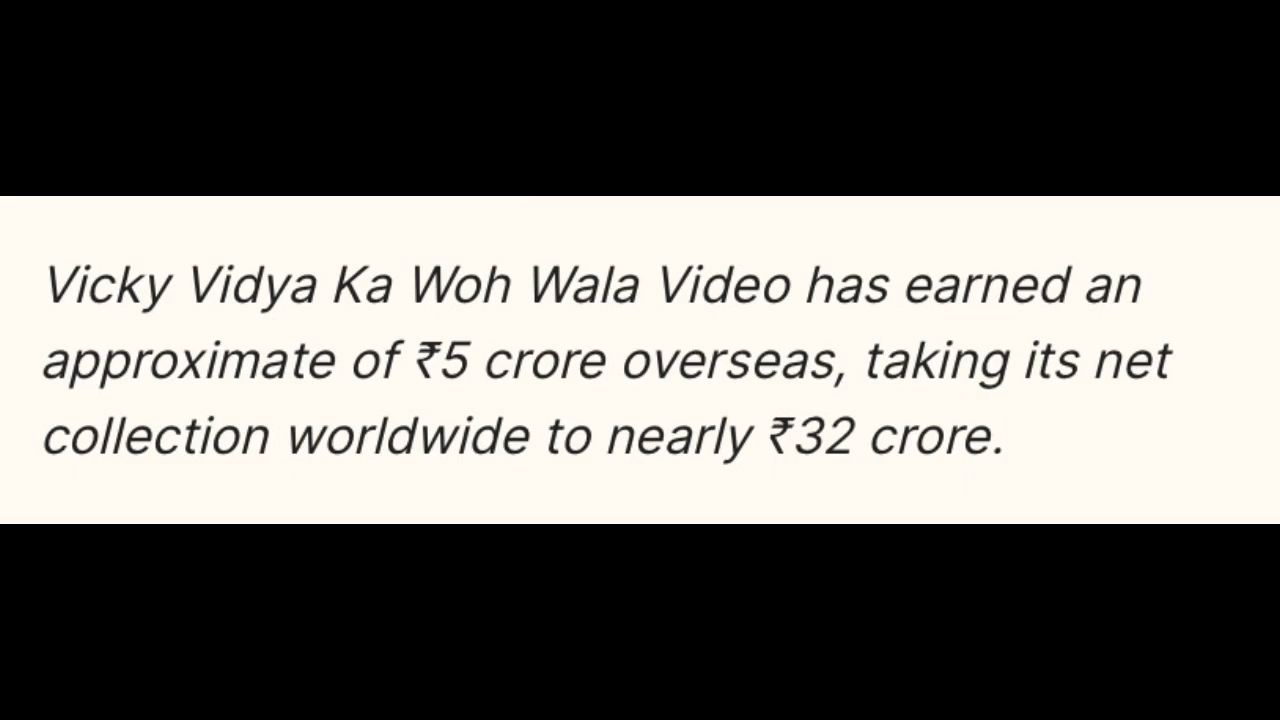 Vicky Vidya Ka Woh Wala Video has earned an
approximate of ₹5 crore overseas, taking its net
collection worldwide to nearly ₹32 crore.